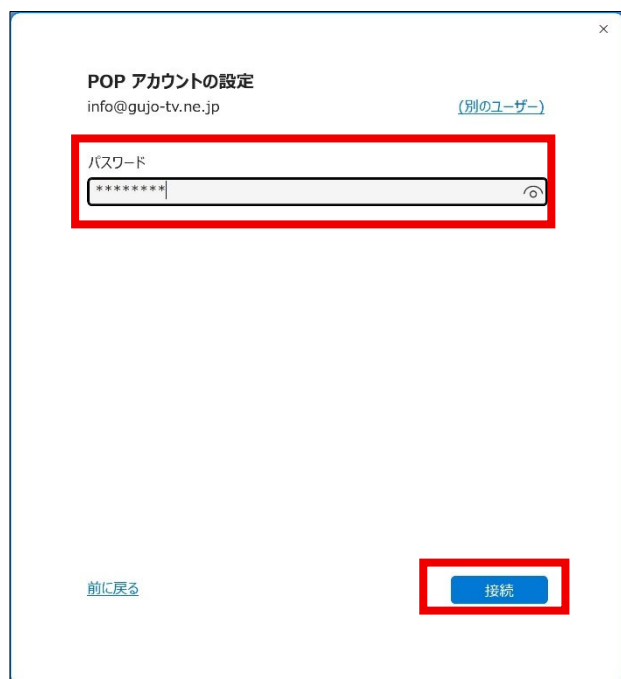 ×
POP アカウントの設定
info@gujo-tv.ne.jp (別のユーザー)
パスワード
********
前に戻る 接続